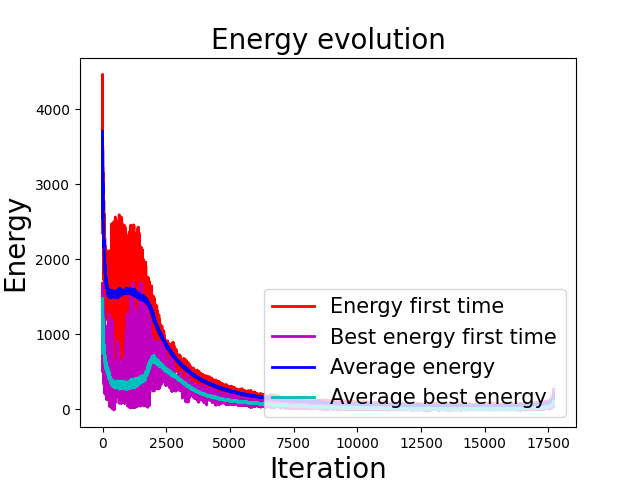 Energy evolution
Energy
4000
3000
2000
1000
0
Energy first time
Best energy first time
Average energy
Average best energy
0 2500 5000 7500 10000 12500 15000 17500
Iteration